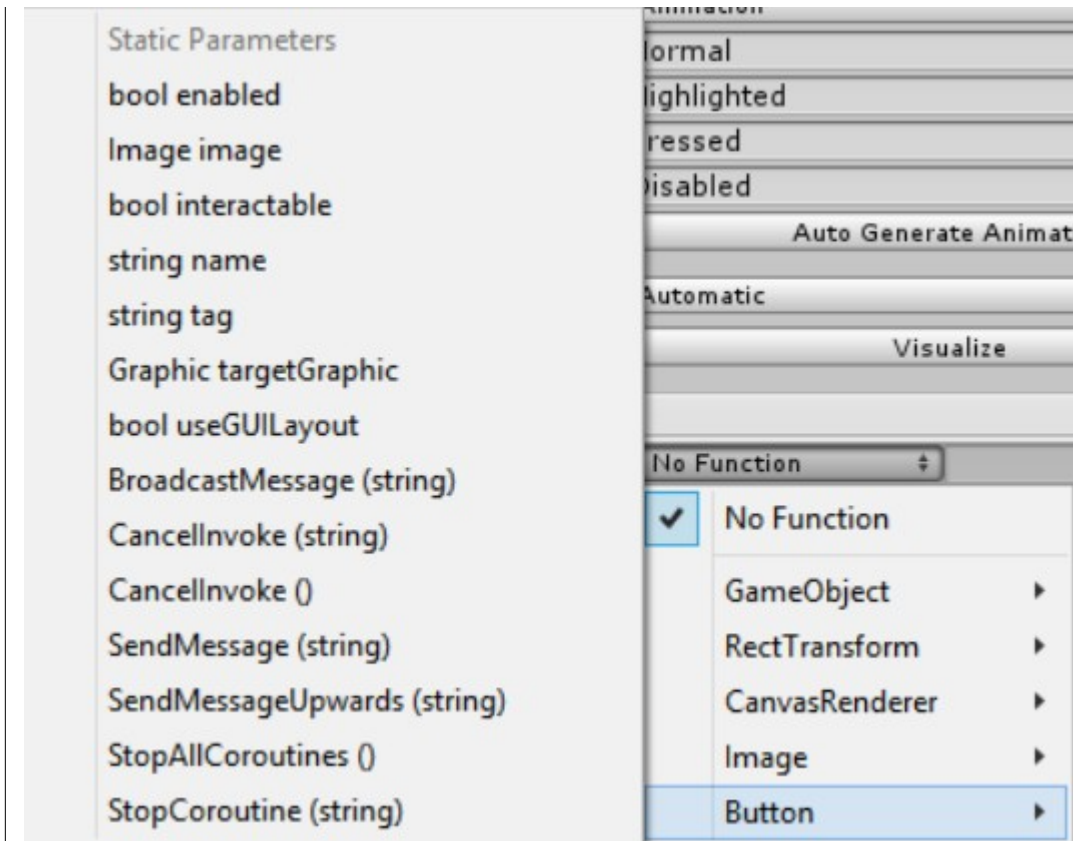 Static Parameters
bool enabled
Image image
bool interactable
string name
string tag
Graphic targetGraphic
bool useGUILayout
BroadcastMessage (string)
CancelInvoke (string)
CancelInvoke ()
SendMessage (string)
SendMessageUpwards (string)
StopAllCoroutines ()
StopCoroutine (string)
Animation
ormal
ighlighted
ressed
isabled
Auto Generate Animat
Automatic
Visualize
No Function
No Function
GameObject
RectTransform
CanvasRenderer
Image
Button